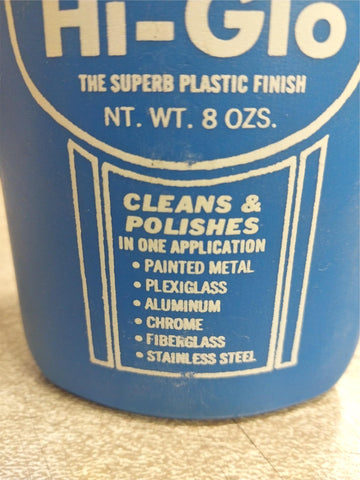 Hi-Glo
THE SUPERB PLASTIC FINISH
NT. WT. 8 OZS.
CLEANS &
POLISHES
IN ONE APPLICATION
• PAINTED METAL
• PLEXIGLASS
• ALUMINUM
• CHROME
• FIBERGLASS
• STAINLESS STEEL